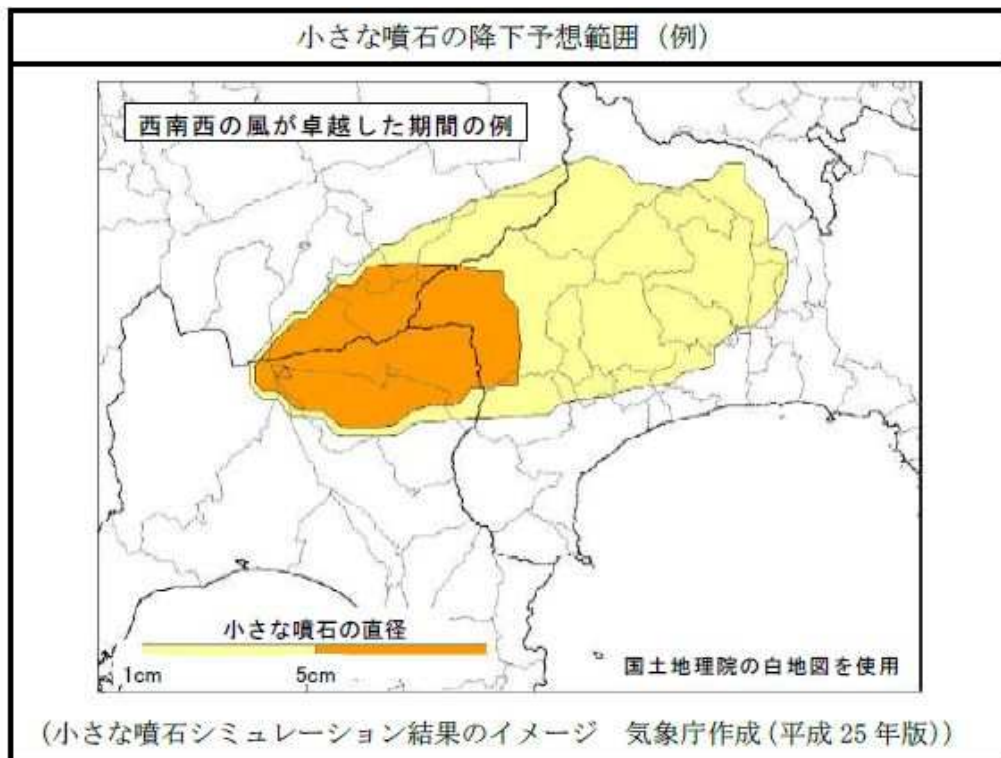 小さな噴石の降下予想範囲（例）
西南西の風が卓越した期間の例
小さな噴石の直径
1cm 5cm
国土地理院の白地図を使用
(小さな噴石シミュレーション結果のイメージ　気象庁作成(平成25年版))